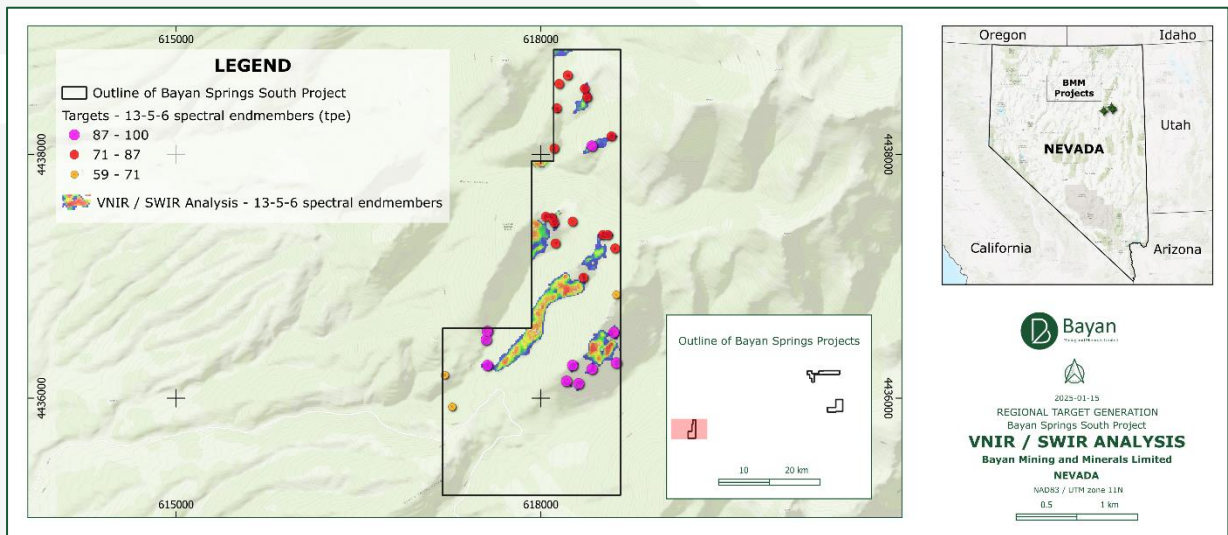 615000
618000
LEGEND
Outline of Bayan Springs South Project
Targets - 13-5-6 spectral endmembers (tpe)
87 - 100
71 - 87
59 - 71
VNIR / SWIR Analysis - 13-5-6 spectral endmembers
4438000
4438000
4436000
4436000
615000
618000
Outline of Bayan Springs Projects
10 20 km
Oregon
Idaho
BMM
Projects
NEVADA
Utah
California
Arizona
Bayan
Mining and Minerals Limited
2025-01-15
REGIONAL TARGET GENERATION
Bayan Springs South Project
VNIR / SWIR ANALYSIS
Bayan Mining and Minerals Limited
NEVADA
NAD83 / UTM zone 11N
0.5 1 km